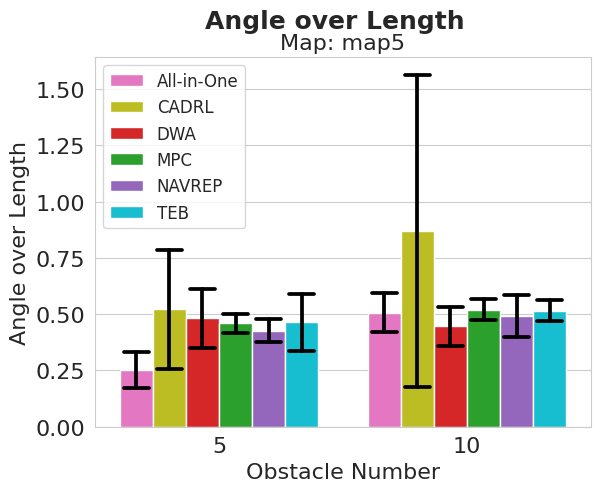 Angle over Length
Map: map5
All-in-One
CADRL
DWA
MPC
NAVREP
TEB
Angle over Length
1.50
1.25
1.00
0.75
0.50
0.25
0.00
5
10
Obstacle Number